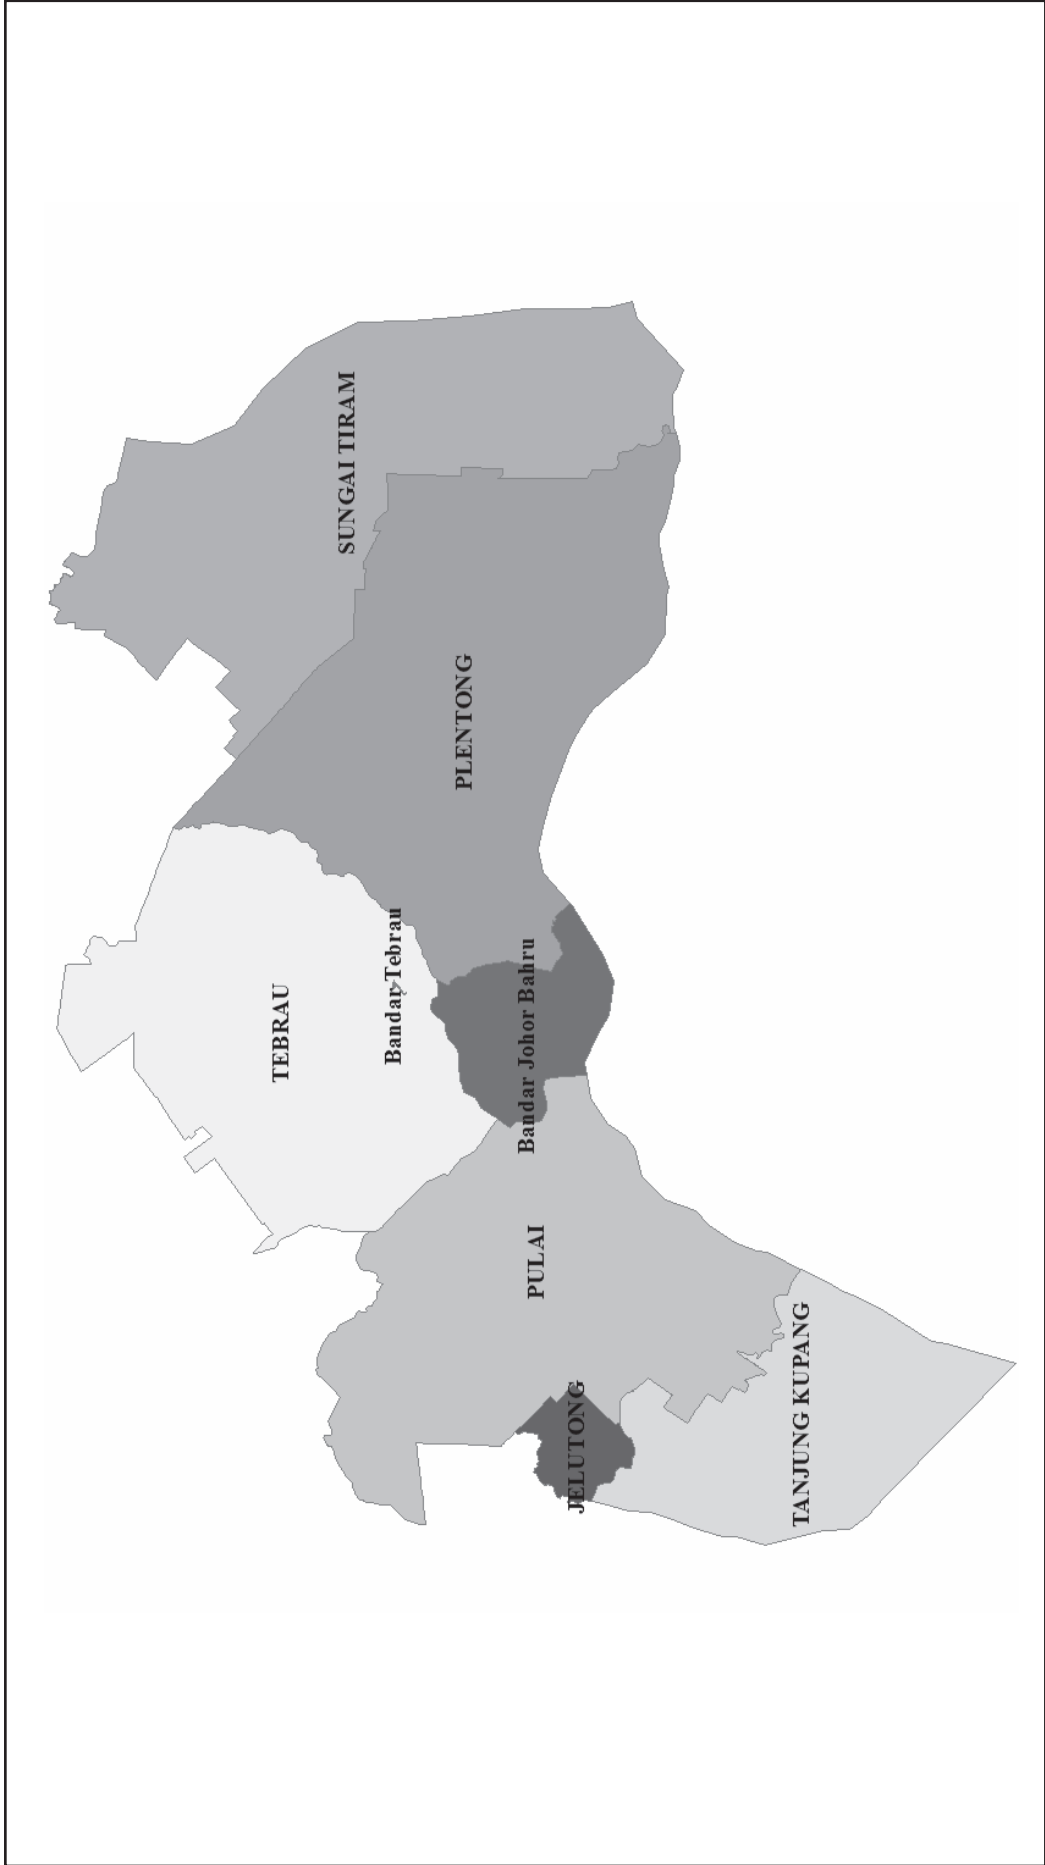 SUNGAI TIRAM
PLENTONG
TEBRAU
Bandar Tebrau
Bandar Johor Bahru
PULAI
JELUTONG
TANJUNG KUPANG